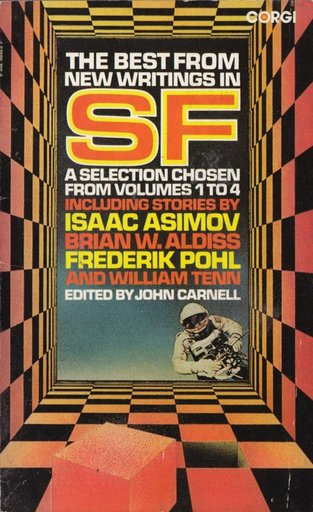 CORGI
THE BEST FROM
NEW WRITINGS IN
SF
A SELECTION CHOSEN
FROM VOLUMES 1 TO 4
INCLUDING STORIES BY
ISAAC ASIMOV
BRIAN W. ALDISS
FREDERIK POHL
AND WILLIAM TENN
EDITED BY JOHN CARNELL